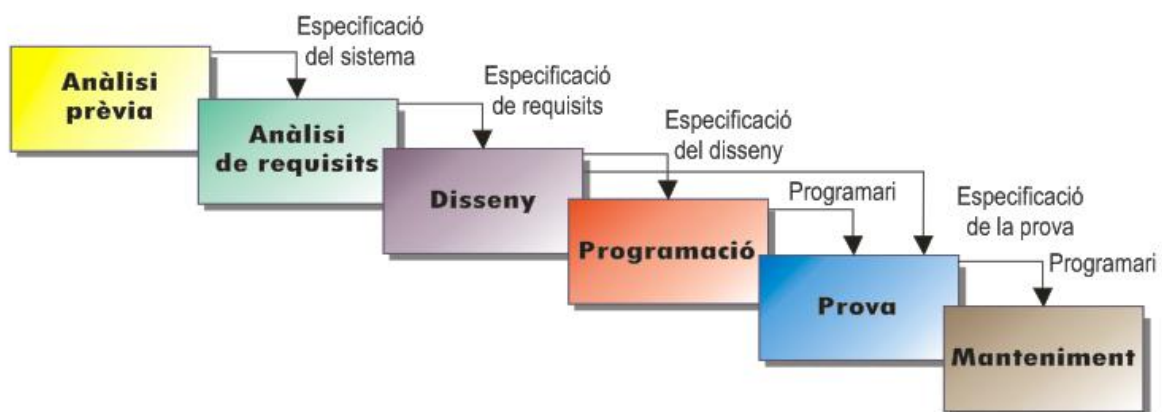 Especificació
del sistema
Anàlisi
prèvia
Especificació
de requisits
Anàlisi
de requisits
Especificació
del disseny
Disseny
Programari
Especificació
de la prova
Programació
Programari
Prova
Manteniment